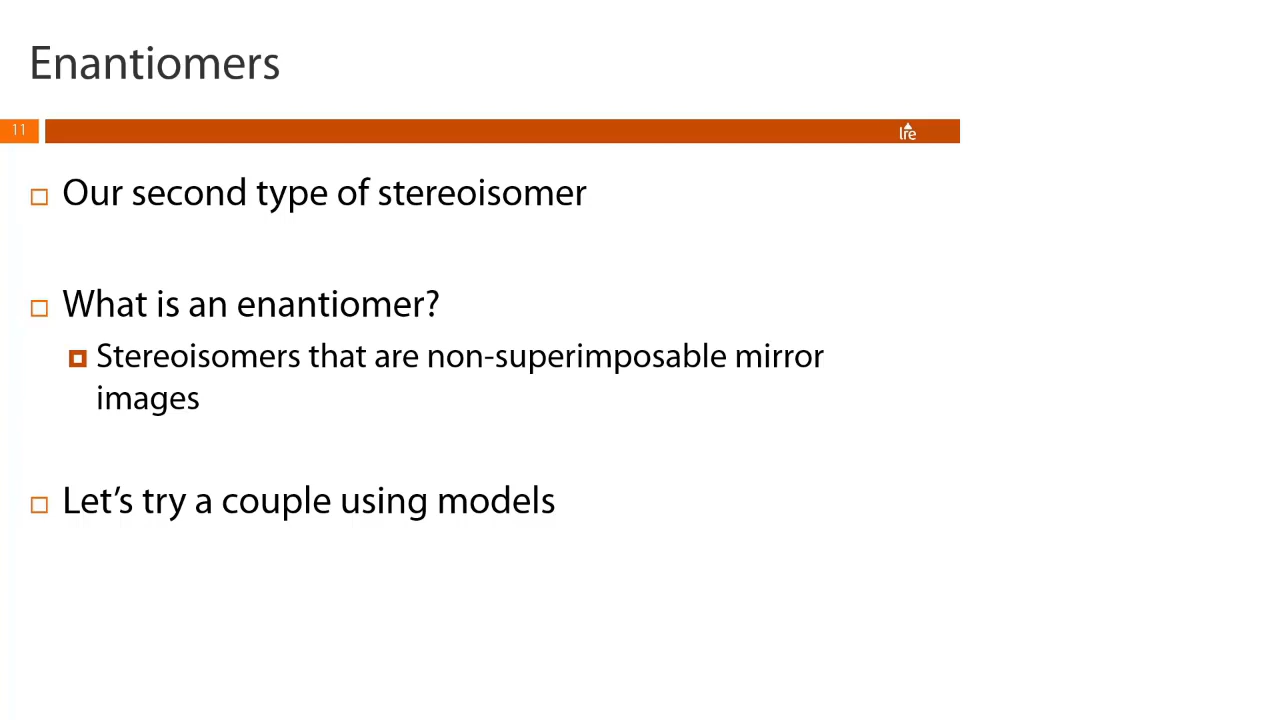 Enantiomers
11
lre
Our second type of stereoisomer
What is an enantiomer?
Stereoisomers that are non-superimposable mirror
images
Let’s try a couple using models